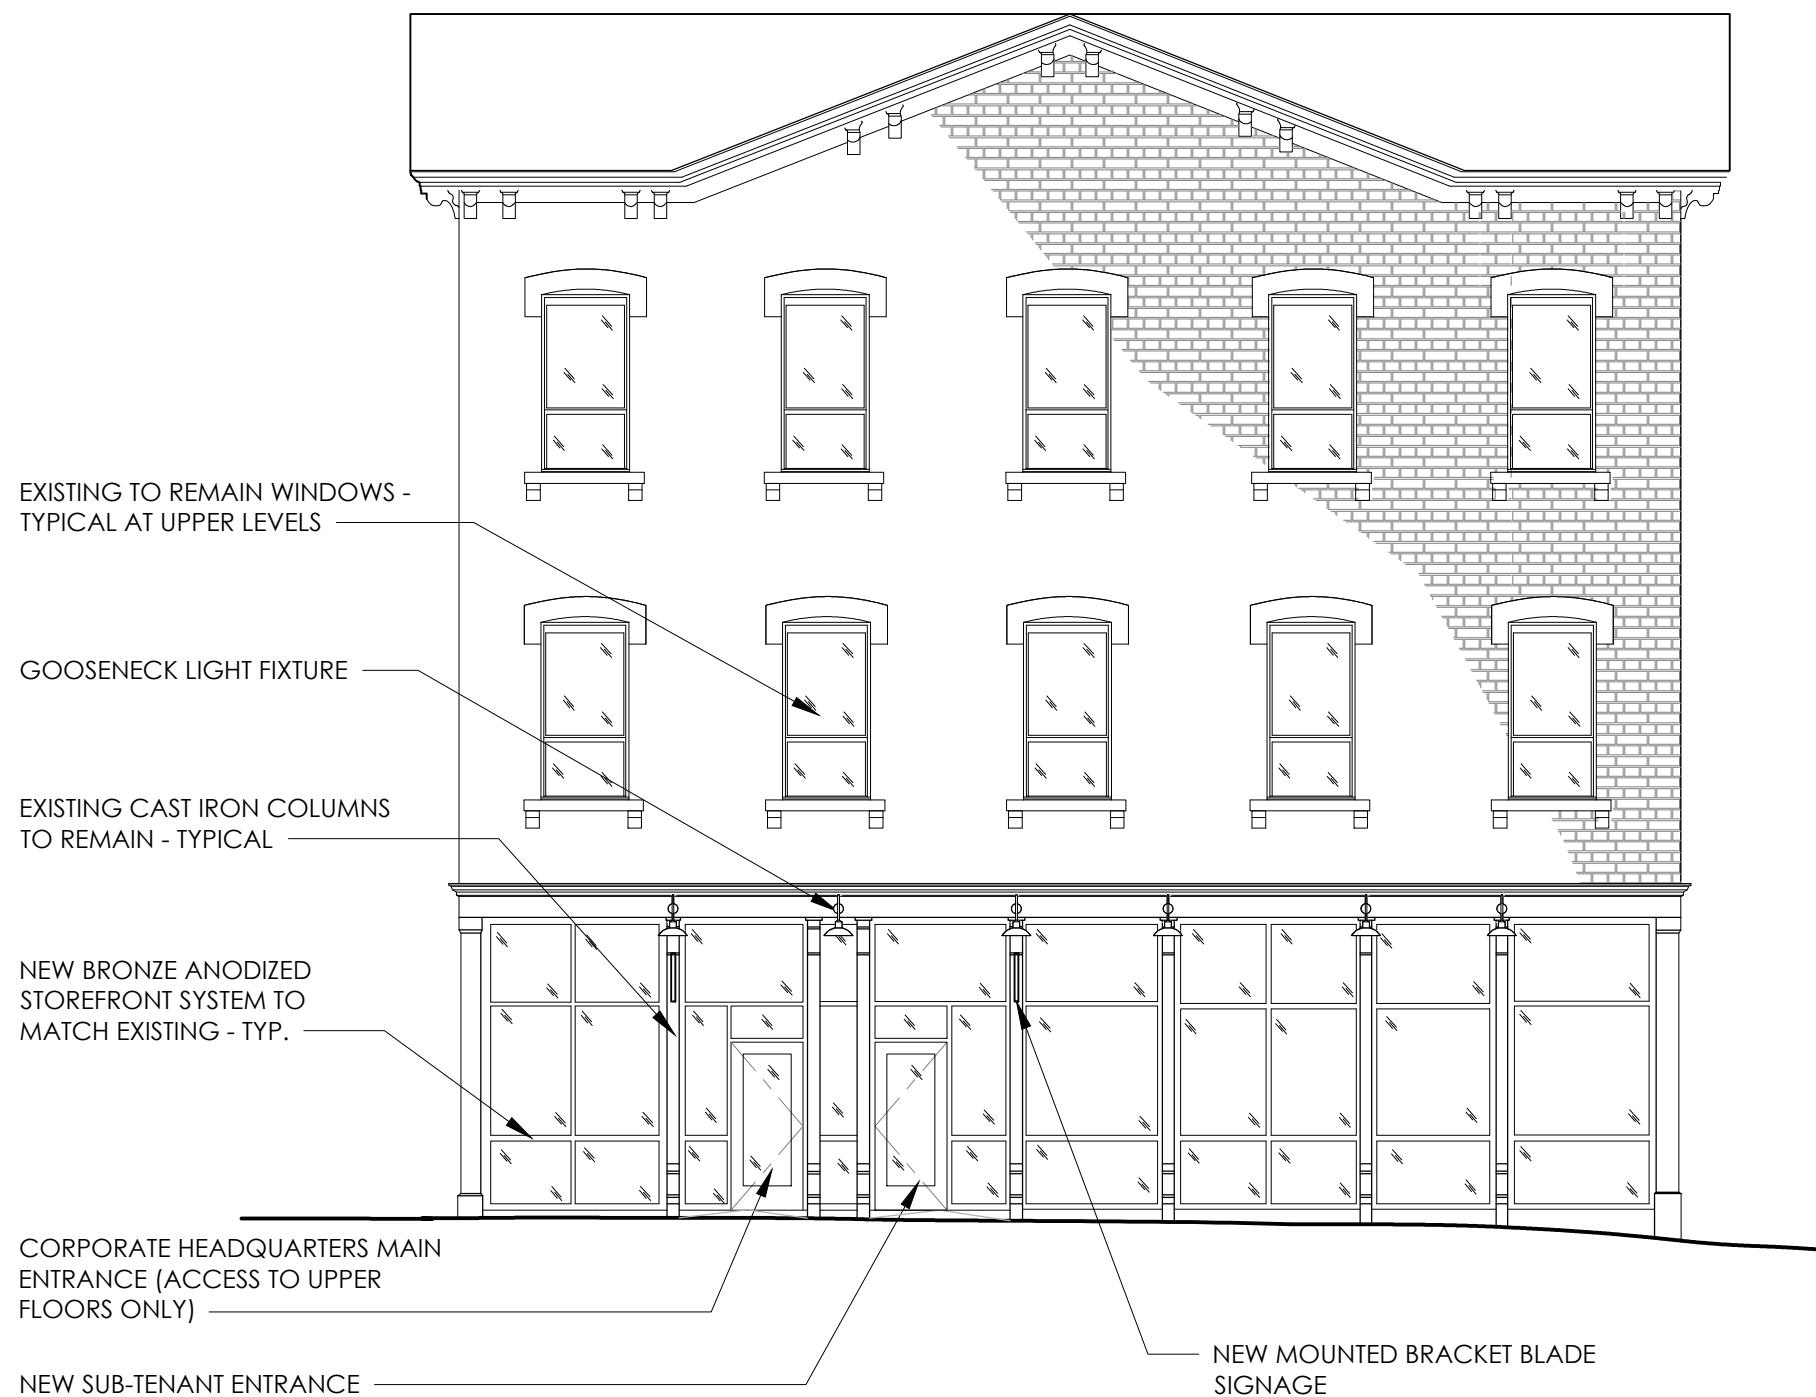 EXISTING TO REMAIN WINDOWS -
TYPICAL AT UPPER LEVELS
GOOSENECK LIGHT FIXTURE
EXISTING CAST IRON COLUMNS
TO REMAIN - TYPICAL
NEW BRONZE ANODIZED
STOREFRONT SYSTEM TO
MATCH EXISTING - TYP.
CORPORATE HEADQUARTERS MAIN
ENTRANCE (ACCESS TO UPPER
FLOORS ONLY)
NEW SUB-TENANT ENTRANCE
NEW MOUNTED BRACKET BLADE
SIGNAGE